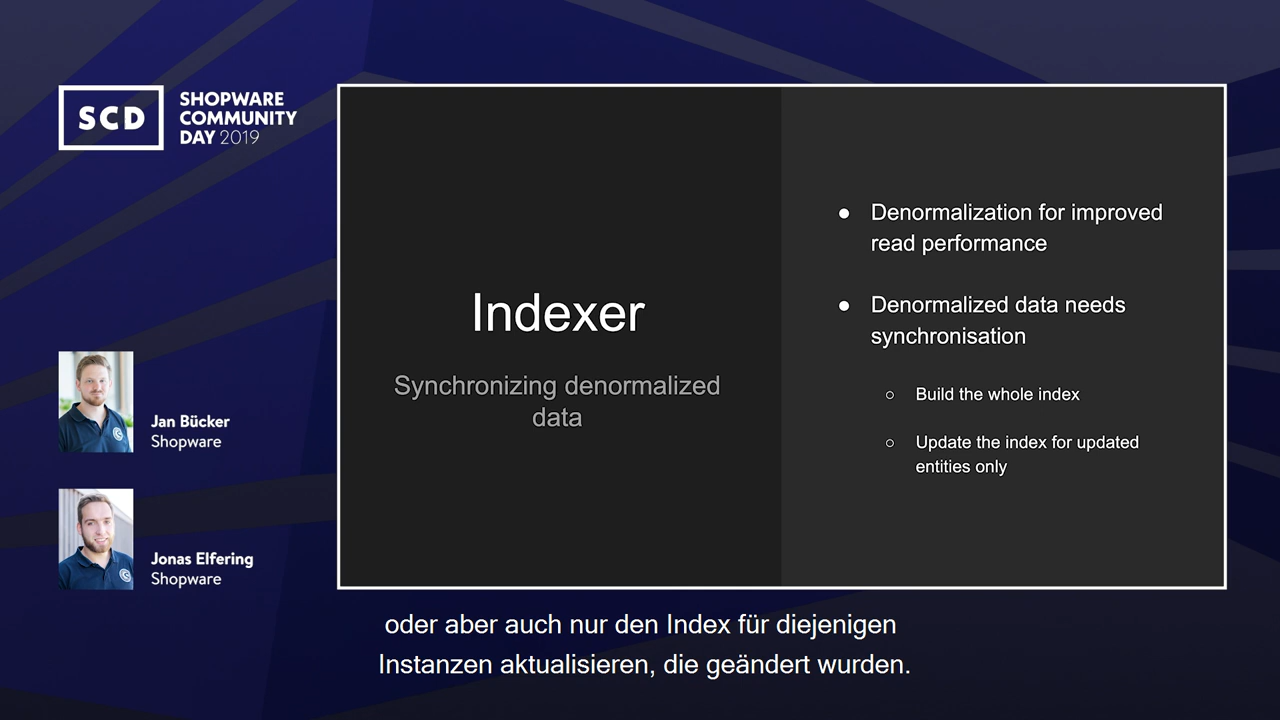 SCD
SHOPWARE
COMMUNITY
DAY 2019
Jan Bücker
Shopware
Jonas Elfering
Shopware
Indexer
Synchronizing denormalized
data
● Denormalization for improved
read performance
● Denormalized data needs
synchronisation
○ Build the whole index
○ Update the index for updated
entities only
oder aber auch nur den Index für diejenigen
Instanzen aktualisieren, die geändert wurden.